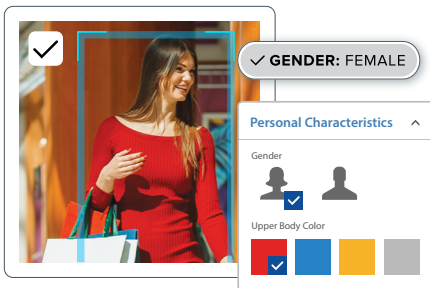 GENDER: FEMALE
Personal Characteristics
Gender
Upper Body Color